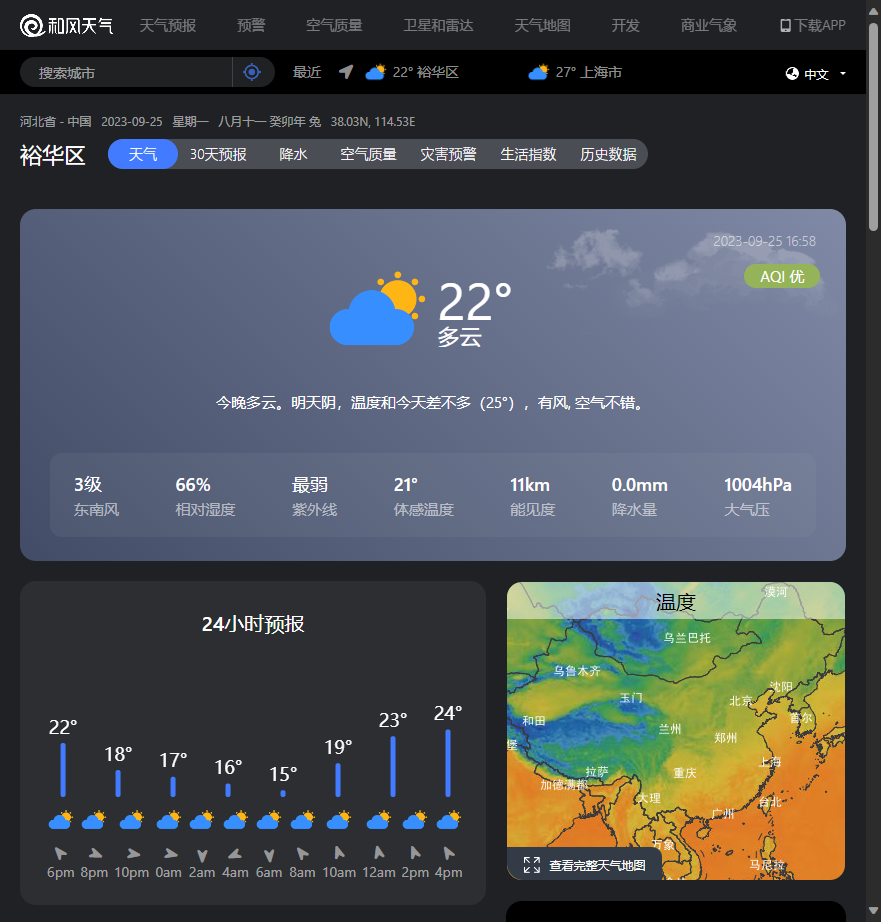 和风天气 天气预报 预警 空气质量 卫星和雷达 天气地图 开发 商业气象 下载APP
搜索城市 最近 22° 裕华区 27° 上海市 中文
河北省 - 中国 2023-09-25 星期一 八月十一 癸卯年 兔 38.03N, 114.53E
裕华区 天气 30天预报 降水 空气质量 灾害预警 生活指数 历史数据
2023-09-25 16:58
AQI 优
22°
多云
今晚多云。明天阴，温度和今天差不多（25°），有风, 空气不错。
3级 66% 最弱 21° 11km 0.0mm 1004hPa
东南风 相对湿度 紫外线 体感温度 能见度 降水量 大气压
24小时预报
22° 18° 17° 16° 15° 19° 23° 24°
6pm 8pm 10pm 0am 2am 4am 6am 8am 10am 12am 2pm 4pm
漠河
温度
乌兰巴托
乌鲁木齐
沈阳
玉门
北京
首尔
和田
兰州
郑州
堡
上海
拉萨
重庆
加德满都
大理
台北
广州
万象
马尼拉
查看完整天气地图